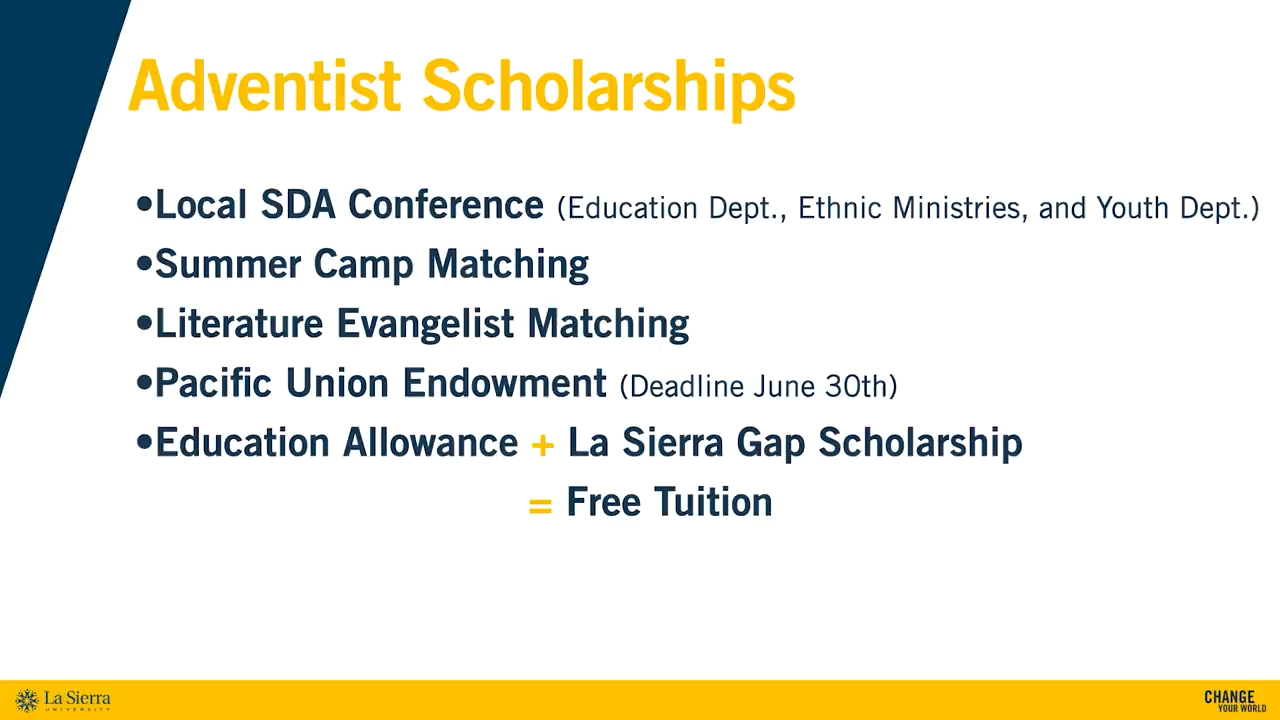 Adventist Scholarships
•Local SDA Conference (Education Dept., Ethnic Ministries, and Youth Dept.)
•Summer Camp Matching
•Literature Evangelist Matching
•Pacific Union Endowment (Deadline June 30th)
•Education Allowance + La Sierra Gap Scholarship
= Free Tuition
La Sierra
UNIVERSITY
CHANGE
YOUR WORLD